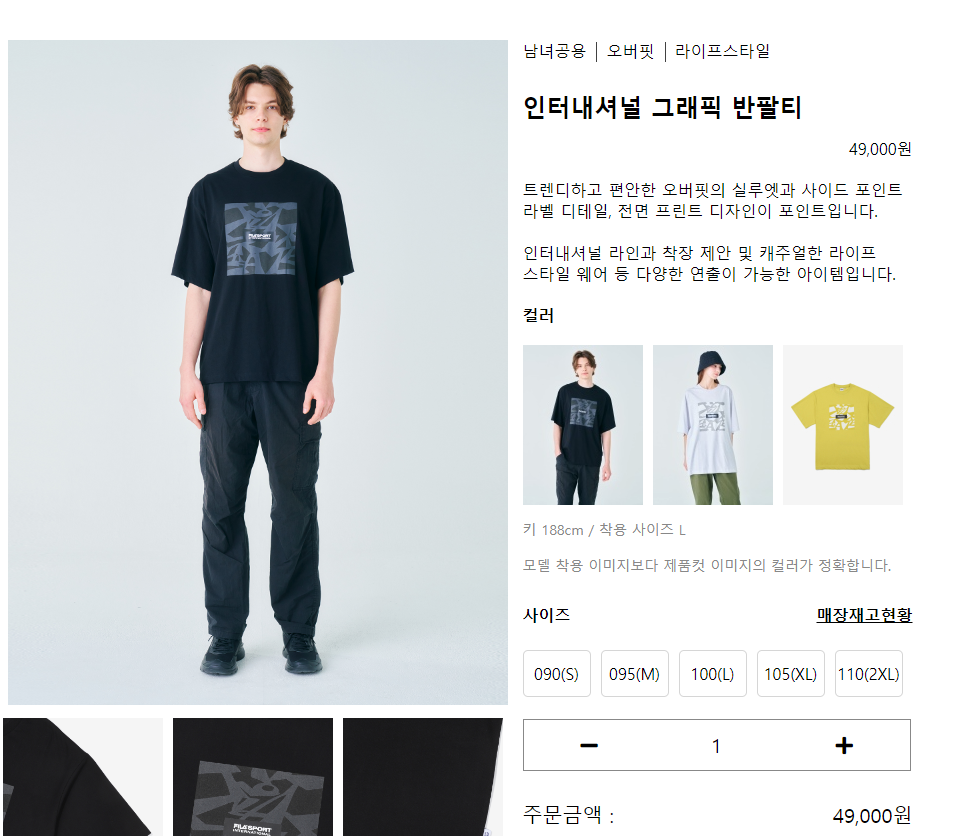 남녀공용 | 오버핏 | 라이프스타일
인터내셔널 그래픽 반팔티
49,000원
트렌디하고 편안한 오버핏의 실루엣과 사이드 포인트
라벨 디테일, 전면 프린트 디자인이 포인트입니다.
인터내셔널 라인과 착장 제안 및 캐주얼한 라이프
스타일 웨어 등 다양한 연출이 가능한 아이템입니다.
컬러
키 188cm / 착용 사이즈 L
모델 착용 이미지보다 제품컷 이미지의 컬러가 정확합니다.
사이즈 매장재고현황
090(S) 095(M) 100(L) 105(XL) 110(2XL)
− 1 +
주문금액 : 49,000원
INTERNATIONAL